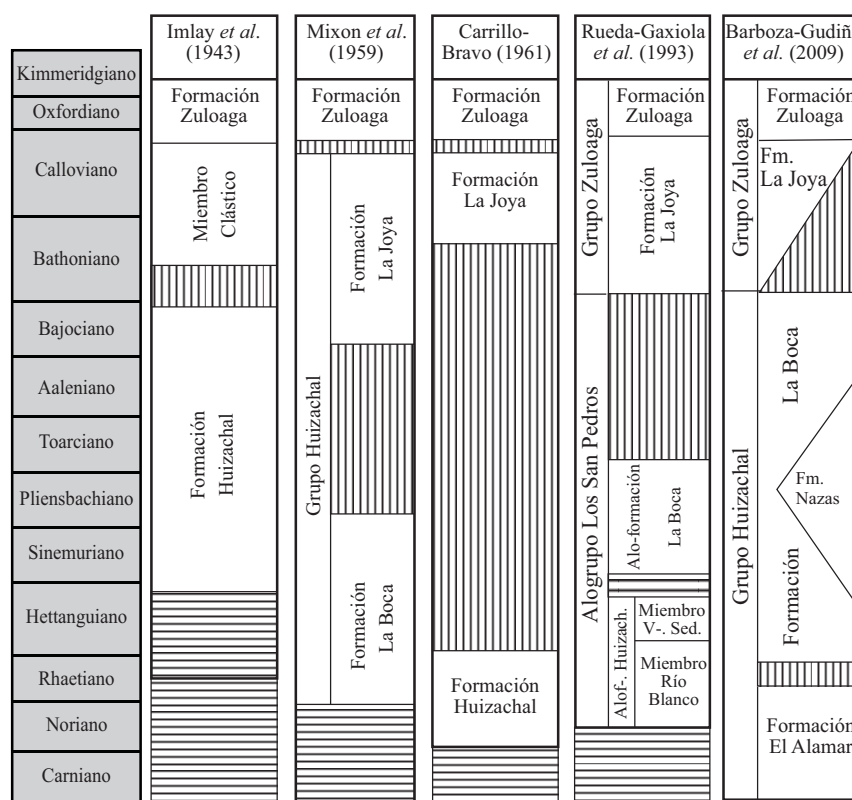 Imlay et al.
(1943)
Mixon et al.
(1959)
Carrillo-
Bravo (1961)
Rueda-Gaxiola
et al. (1993)
Barboza-Gudiñ
et al. (2009)
Kimmeridgiano
Oxfordiano
Calloviano
Bathoniano
Bajociano
Aaleniano
Toarciano
Pliensbachiano
Sinemuriano
Hettanguiano
Rhaetiano
Noriano
Carniano
Formación
Zuloaga
Miembro
Clástico
Formación
Huizachal
Grupo Huizachal
Formación
Zuloaga
Formación
La Joya
Formación
La Boca
Formación
Zuloaga
Formación
La Joya
Formación
Huizachal
Grupo Zuloaga
Alogrupo Los San Pedros
Formación
Zuloaga
Formación
La Joya
Alo-formación
La Boca
Alof-. Huizach.
Miembro
V-. Sed.
Miembro
Río
Blanco
Grupo Zuloaga
Grupo Huizachal
Formación
Zuloaga
Fm.
La Joya
La Boca
Fm.
Nazas
Formación
Formación
El Alamar